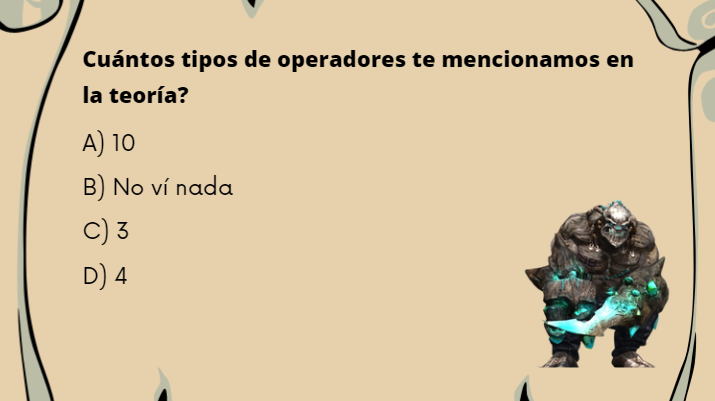 Cuántos tipos de operadores te mencionamos en
la teoría?
A) 10
B) No ví nada
C) 3
D) 4